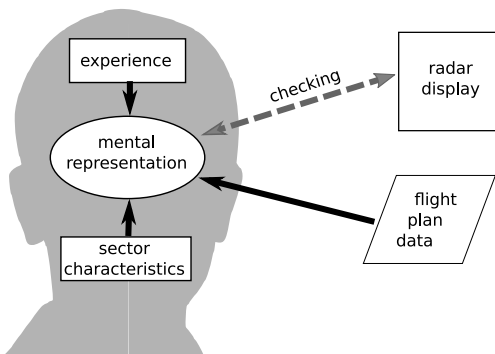 experience
mental
representation
sector
characteristics
checking
radar
display
flight
plan
data